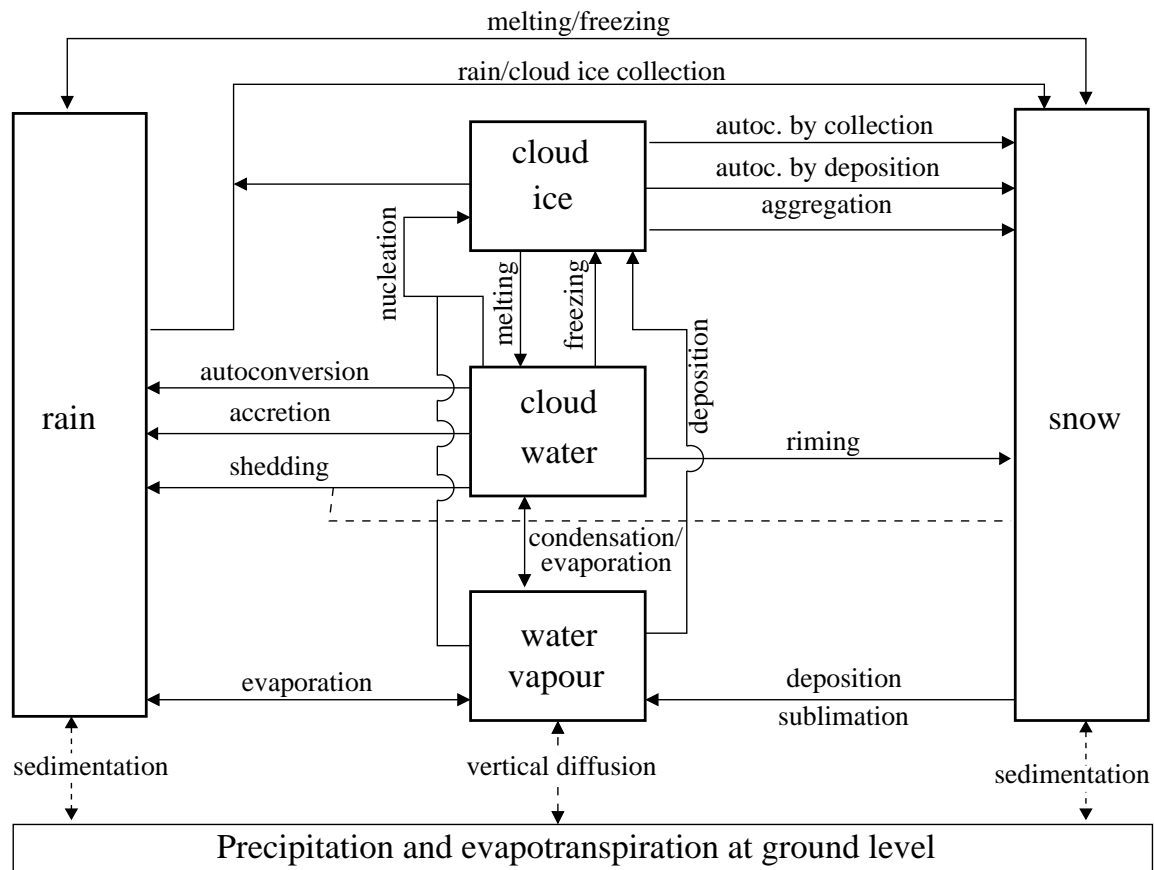 melting/freezing
rain/cloud ice collection
cloud
ice
autoc. by collection
autoc. by deposition
aggregation
nucleation
melting
freezing
deposition
rain
autoconversion
accretion
shedding
cloud
water
riming
snow
condensation/
evaporation
water
vapour
evaporation
deposition
sublimation
sedimentation
vertical diffusion
sedimentation
Precipitation and evapotranspiration at ground level